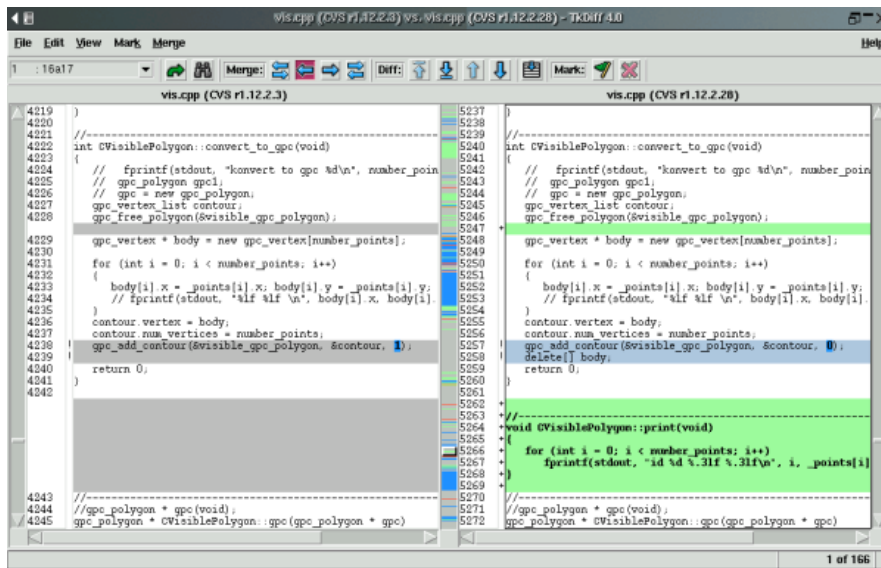 vis.cpp (CVS r1.12.2.3) vs. vis.cpp (CVS r1.12.2.28) - TkDiff 4.0
File Edit View Mark Merge Help
1 : 16a17 Merge: Diff: Mark:
vis.cpp (CVS r1.12.2.3)
4219 }
4220
4221 //----------------------------------------------------------
4222 int CVisiblePolygon::convert_to_gpc(void)
4223 {
4224 // fprintf(stdout, "konvert to gpc %d\n", number_poin
4225 // gpc_polygon gpc1;
4226 // gpc = new gpc_polygon;
4227 gpc_vertex_list contour;
4228 gpc_free_polygon(&visible_gpc_polygon);
4229 gpc_vertex * body = new gpc_vertex[number_points];
4230
4231 for (int i = 0; i < number_points; i++)
4232 {
4233 body[i].x = _points[i].x; body[i].y = _points[i].y;
4234 // fprintf(stdout, "%lf %lf \n", body[i].x, body[i].
4235 }
4236 contour.vertex = body;
4237 contour.num_vertices = number_points;
4238 ! gpc_add_contour(&visible_gpc_polygon, &contour, 1);
4239 !
4240 return 0;
4241 }
4242
4243 //----------------------------------------------------------
4244 //gpc_polygon * gpc(void);
4245 gpc_polygon * CVisiblePolygon::gpc(gpc_polygon * gpc)
vis.cpp (CVS r1.12.2.28)
5237 }
5238
5239 //----------------------------------------------------------
5240 int CVisiblePolygon::convert_to_gpc(void)
5241 {
5242 // fprintf(stdout, "konvert to gpc %d\n", number_poin
5243 // gpc_polygon gpc1;
5244 // gpc = new gpc_polygon;
5245 gpc_vertex_list contour;
5246 gpc_free_polygon(&visible_gpc_polygon);
5247 +
5248 gpc_vertex * body = new gpc_vertex[number_points];
5249
5250 for (int i = 0; i < number_points; i++)
5251 {
5252 body[i].x = _points[i].x; body[i].y = _points[i].y;
5253 // fprintf(stdout, "%lf %lf \n", body[i].x, body[i].
5254 }
5255 contour.vertex = body;
5256 contour.num_vertices = number_points;
5257 ! gpc_add_contour(&visible_gpc_polygon, &contour, 0);
5258 ! delete[] body;
5259 return 0;
5260 }
5261
5262 +
5263 +//----------------------------------------------------------
5264 +void CVisiblePolygon::print(void)
5265 +{
5266 + for (int i = 0; i < number_points; i++)
5267 + fprintf(stdout, "id %d %.3lf %.3lf\n", i, _points[i]
5268 +}
5269 +
5270 //----------------------------------------------------------
5271 //gpc_polygon * gpc(void);
5272 gpc_polygon * CVisiblePolygon::gpc(gpc_polygon * gpc)
1 of 166